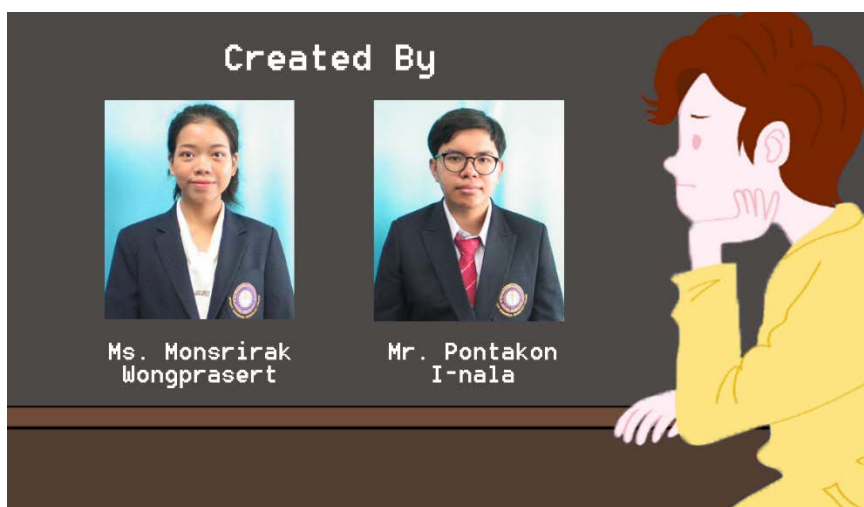 Created By
Ms. Monsrirak
Wongprasert
Mr. Pontakon
I-nala